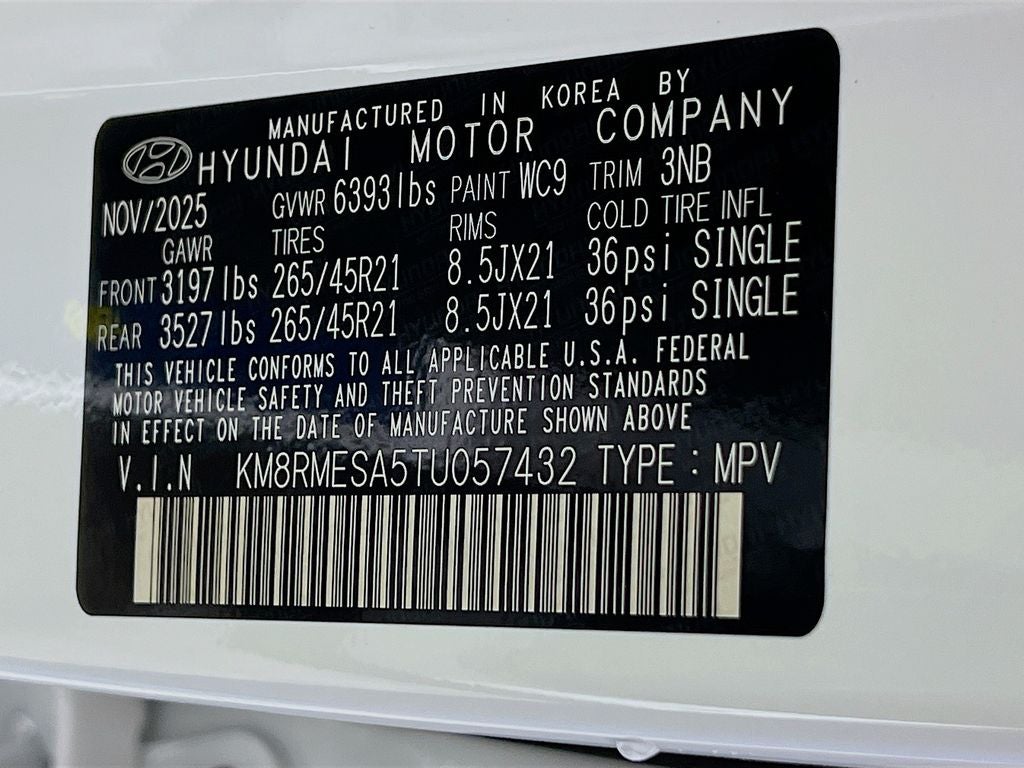 MANUFACTURED IN KOREA BY
HYUNDAI MOTOR COMPANY
NOV/2025 GVWR 6393lbs PAINT WC9 TRIM 3NB
GAWR TIRES RIMS COLD TIRE INFL
FRONT 3197lbs 265/45R21 8.5JX21 36psi SINGLE
REAR 3527lbs 265/45R21 8.5JX21 36psi SINGLE
THIS VEHICLE CONFORMS TO ALL APPLICABLE U.S.A. FEDERAL
MOTOR VEHICLE SAFETY AND THEFT PREVENTION STANDARDS
IN EFFECT ON THE DATE OF MANUFACTURE SHOWN ABOVE
V.I.N KM8RMESA5TU057432 TYPE : MPV